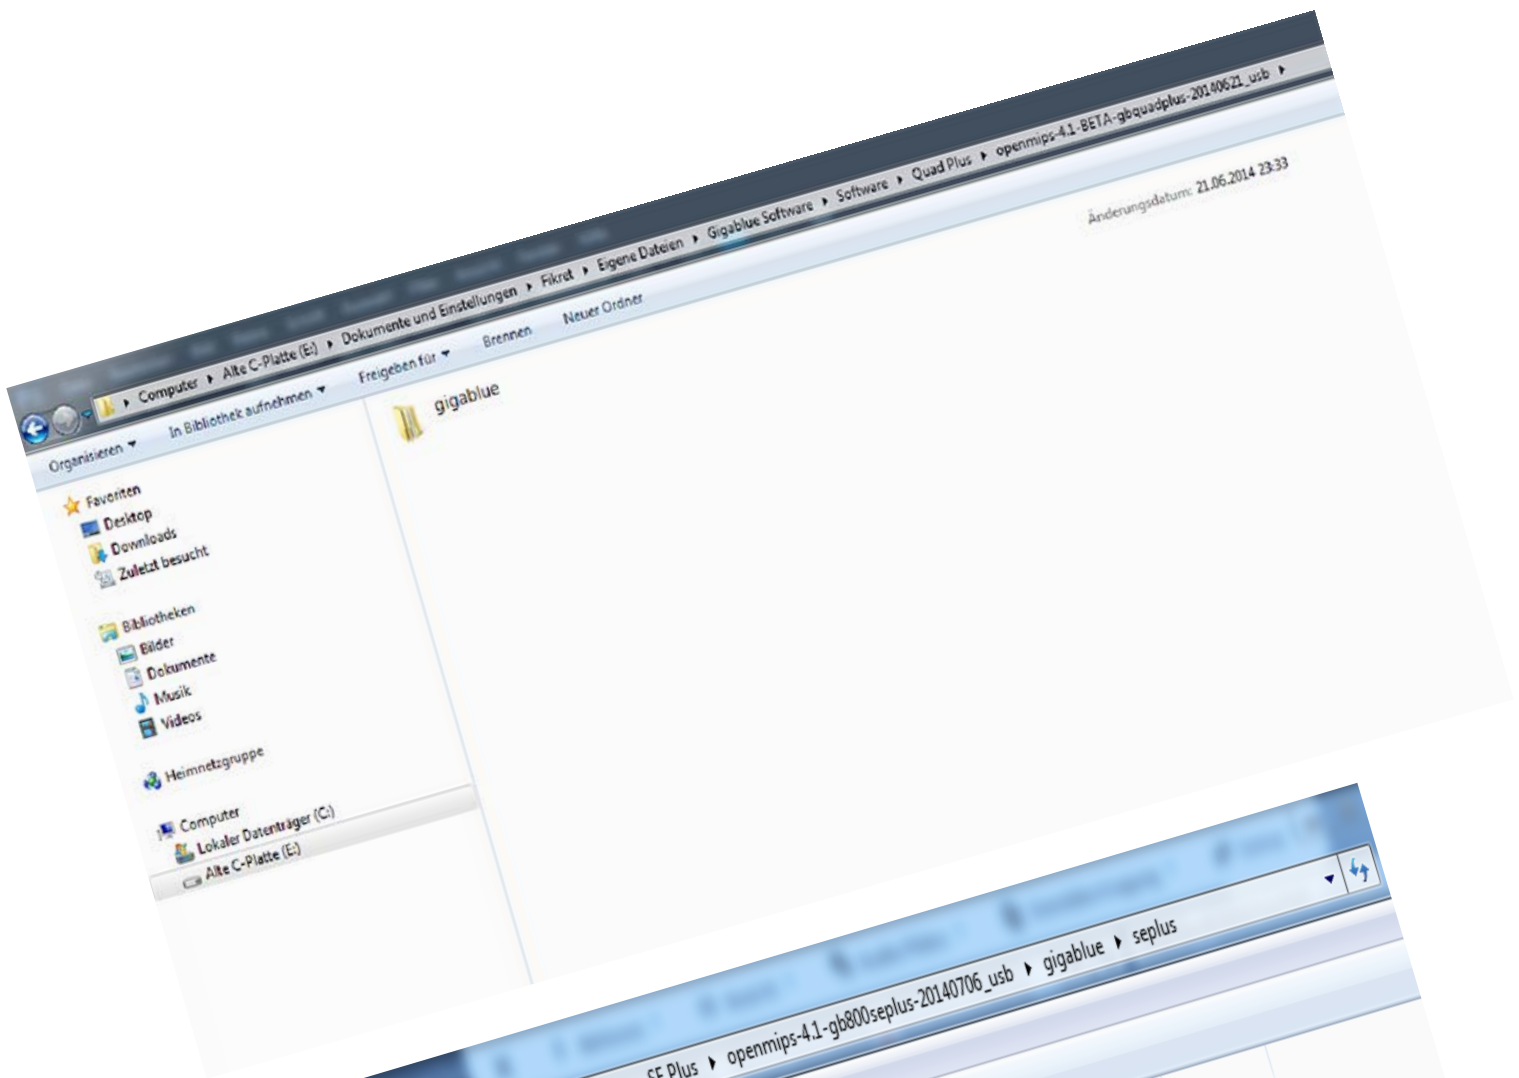 Computer Alte C-Platte (E:) Dokumente und Einstellungen Fikret Eigene Dateien Gigablue Software Software Quad Plus openmips-4.1-BETA-gbquadplus-20140621_usb
Organisieren In Bibliothek aufnehmen Freigeben für Brennen Neuer Ordner
gigablue
Änderungsdatum: 21.06.2014 23:33
Favoriten
Desktop
Downloads
Zuletzt besucht
Bibliotheken
Bilder
Dokumente
Musik
Videos
Heimnetzgruppe
Computer
Lokaler Datenträger (C:)
Alte C-Platte (E:)
SE Plus openmips-4.1-gb800seplus-20140706_usb gigablue seplus